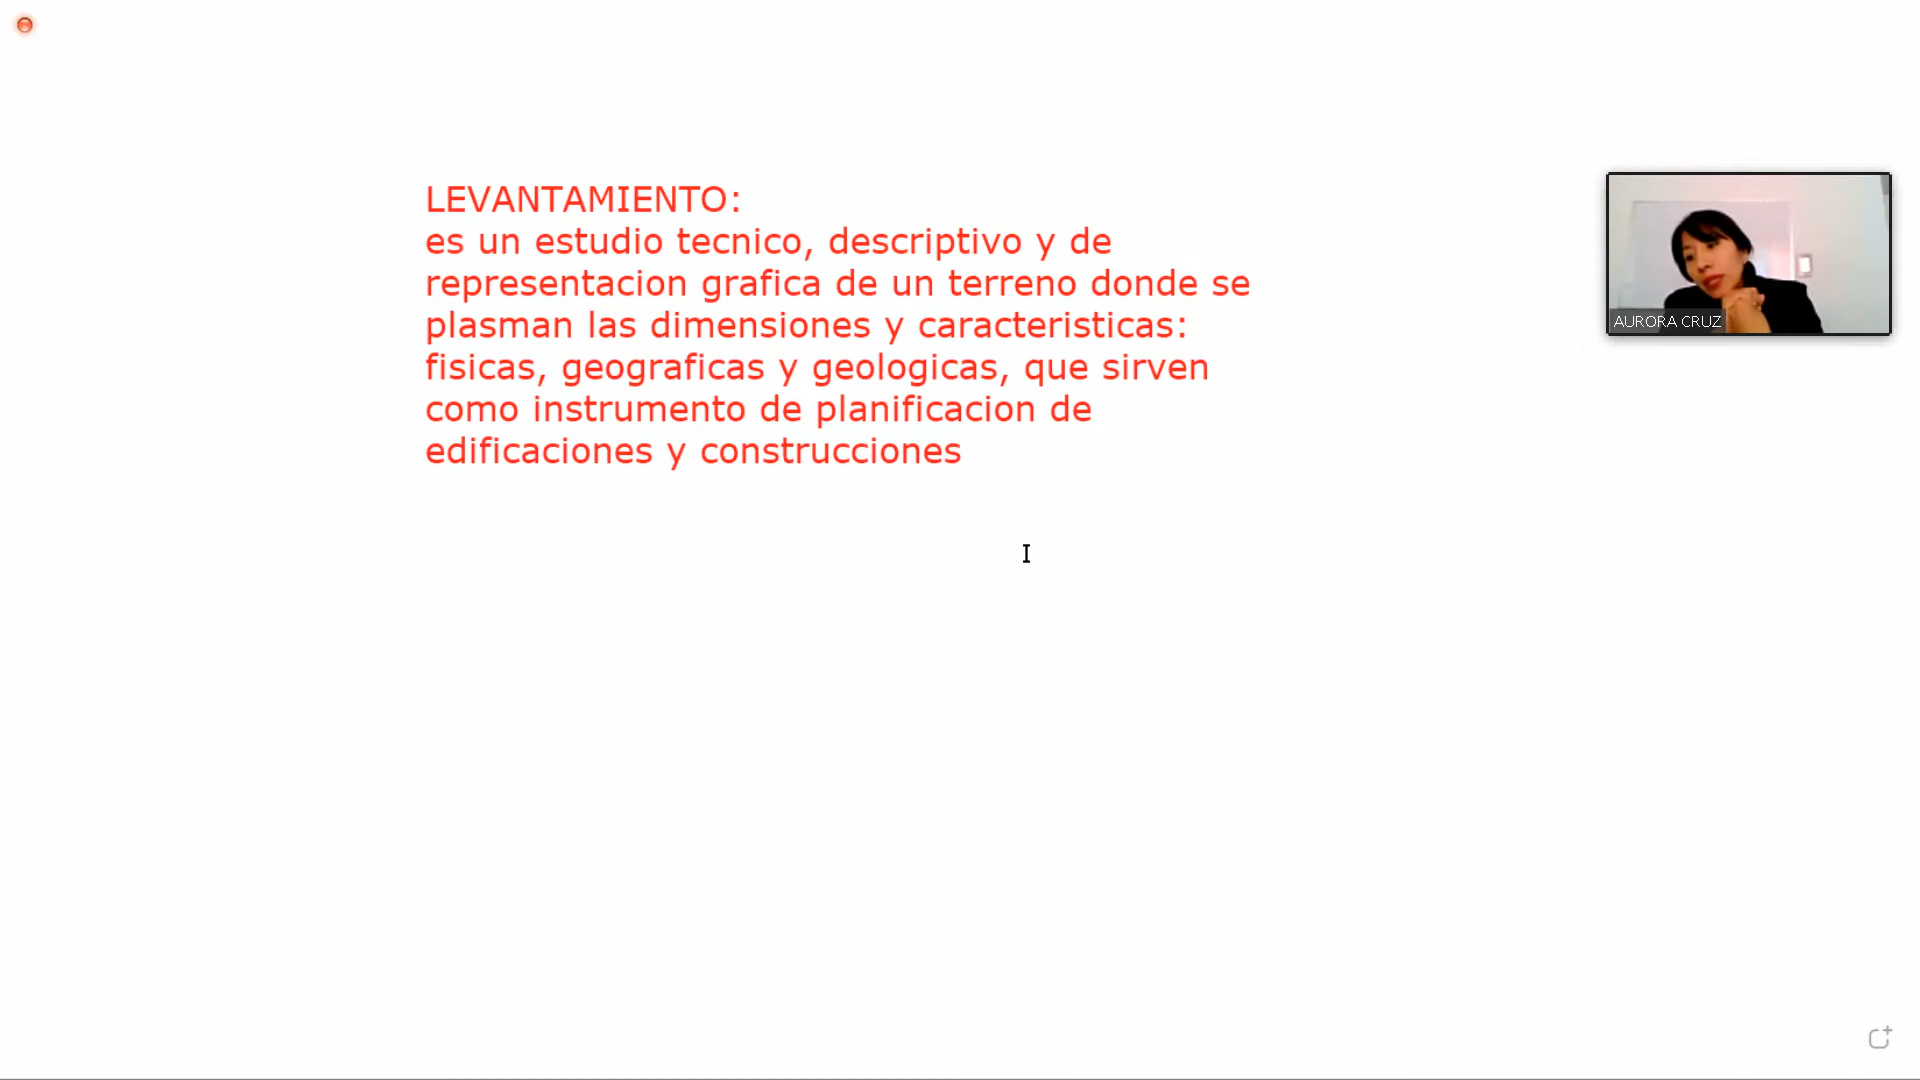 LEVANTAMIENTO:
es un estudio tecnico, descriptivo y de
representacion grafica de un terreno donde se
plasman las dimensiones y caracteristicas:
fisicas, geograficas y geologicas, que sirven
como instrumento de planificacion de
edificaciones y construcciones
AURORA CRUZ